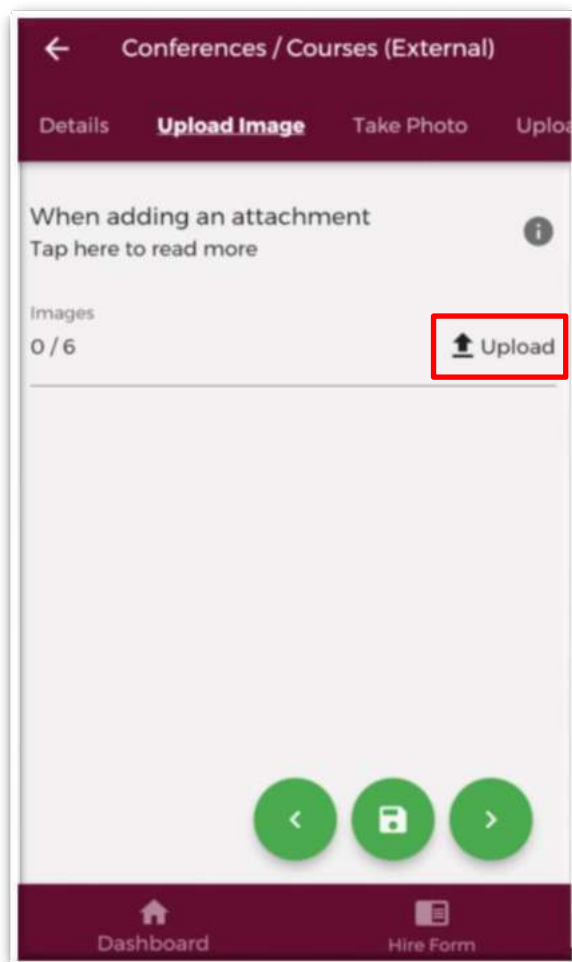 Conferences / Courses (External)
Details Upload Image Take Photo Uploa
When adding an attachment
Tap here to read more
Images
0 / 6
Upload
Dashboard Hire Form